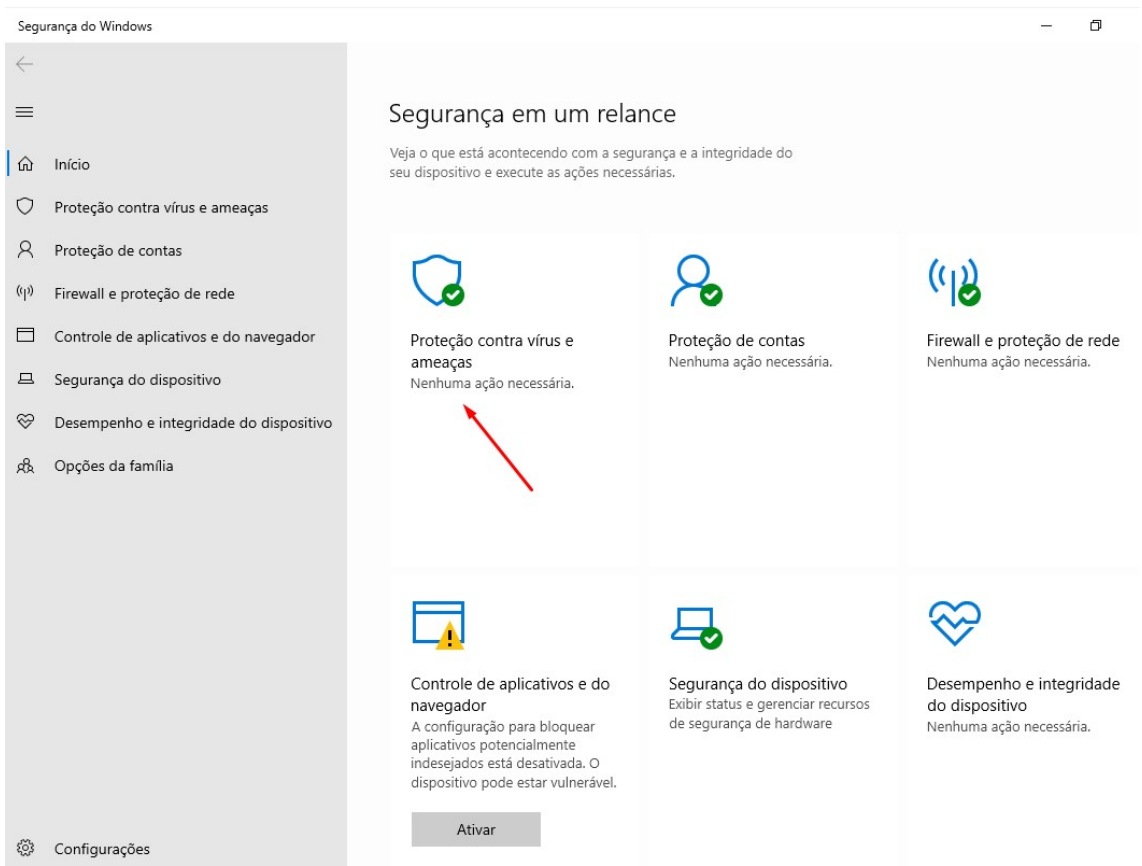 Segurança do Windows
Início
Proteção contra vírus e ameaças
Proteção de contas
Firewall e proteção de rede
Controle de aplicativos e do navegador
Segurança do dispositivo
Desempenho e integridade do dispositivo
Opções da família
Configurações
Segurança em um relance
Veja o que está acontecendo com a segurança e a integridade do
seu dispositivo e execute as ações necessárias.
Proteção contra vírus e
ameaças
Nenhuma ação necessária.
Proteção de contas
Nenhuma ação necessária.
Firewall e proteção de rede
Nenhuma ação necessária.
Controle de aplicativos e do
navegador
A configuração para bloquear
aplicativos potencialmente
indesejados está desativada. O
dispositivo pode estar vulnerável.
Ativar
Segurança do dispositivo
Exibir status e gerenciar recursos
de segurança de hardware
Desempenho e integridade
do dispositivo
Nenhuma ação necessária.